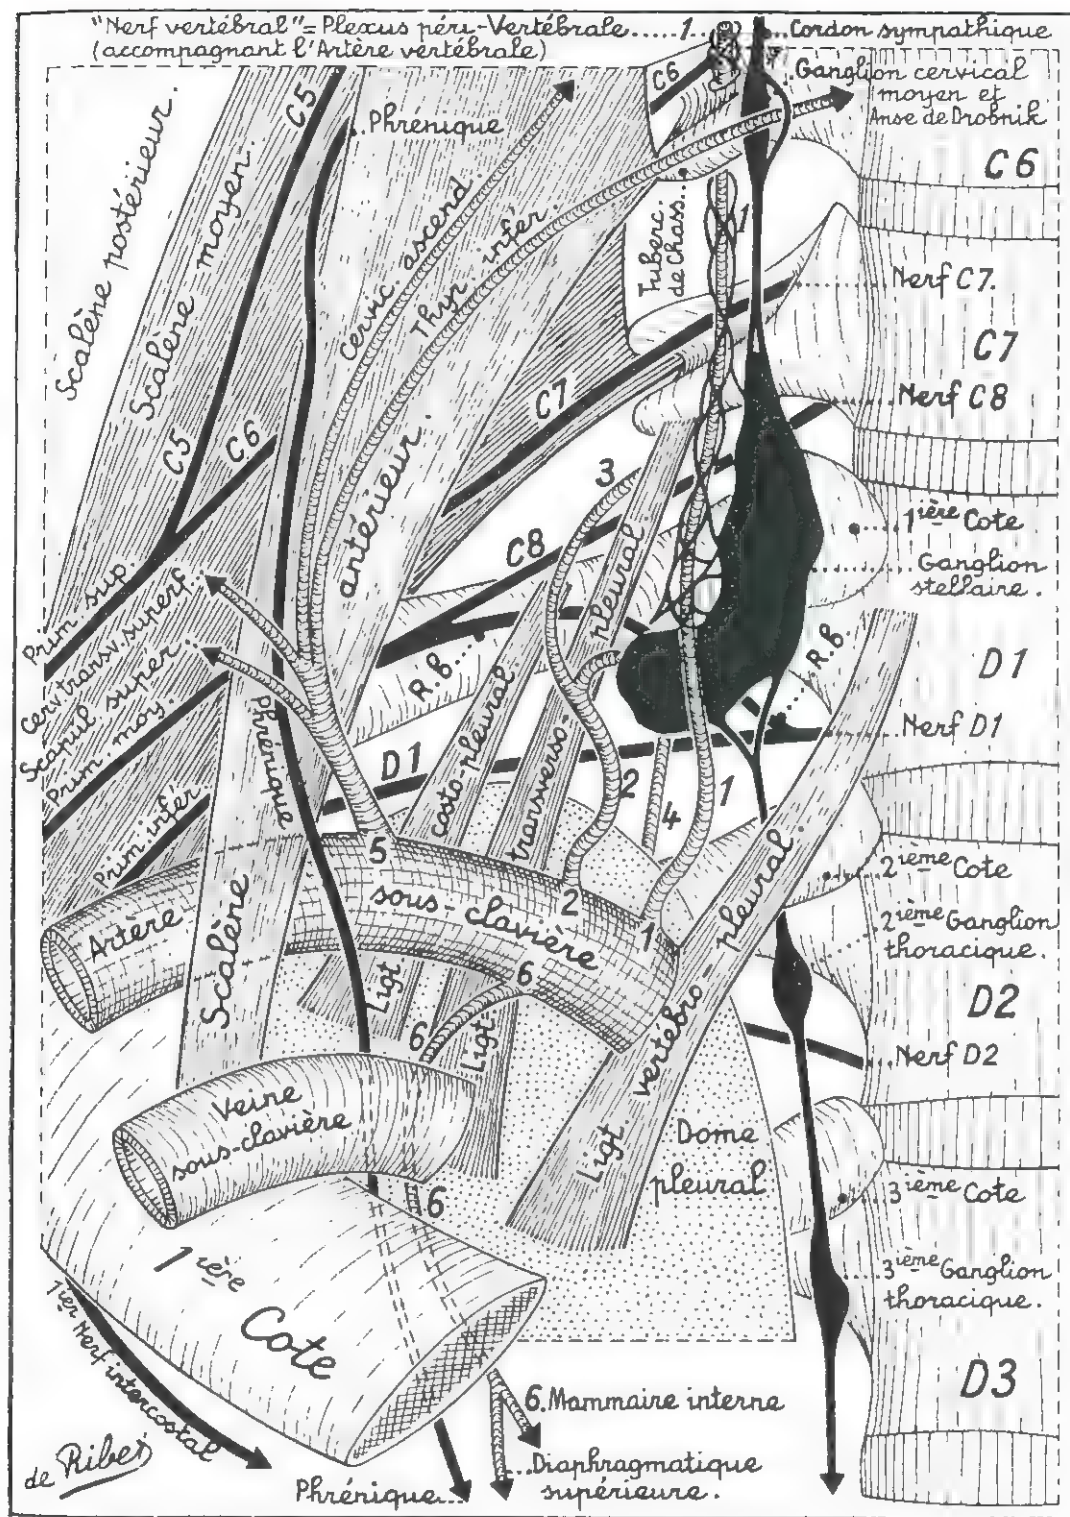 "Nerf vertébral"= Plexus péri-Vertébrale.....1...
(accompagnant l'Artère vertébrale)
...Cordon sympathique
Ganglion cervical
moyen et
Anse de Drobnik
C6
C5
C6
Phrénique
Scalène postérieur.
Scalène moyen.
cervic. ascend.
Thyr. infér.
Tuberc.
de Chass...
1
Nerf C7.
C7
C7
Nerf C8
C5
C6
antérieur.
3
C8
pleural
1ière Cote
Ganglion
stellaire.
Prim. sup.
Cerv. transv. superf...
Scapul. super...
Prim. moy.
Prim. infér.
Phrénique
R.b...
R.b.
D1
Nerf D1
D1
costo-pleural
transverso-
2
4
1
5
2
1
Artère
sous-clavière
Scalène
6
Ligt
6
Ligt
vertébro
pleural
2ième Cote
2ième Ganglion
thoracique.
D2
Nerf D2
Veine
sous-clavière
6
Ligt
Dome
pleural
3ième Cote
3ième Ganglion
thoracique.
D3
1ière
Cote
1ier Nerf intercostal
6. Mammaire interne
...Diaphragmatique
supérieure.
Phrénique...
de Ribet